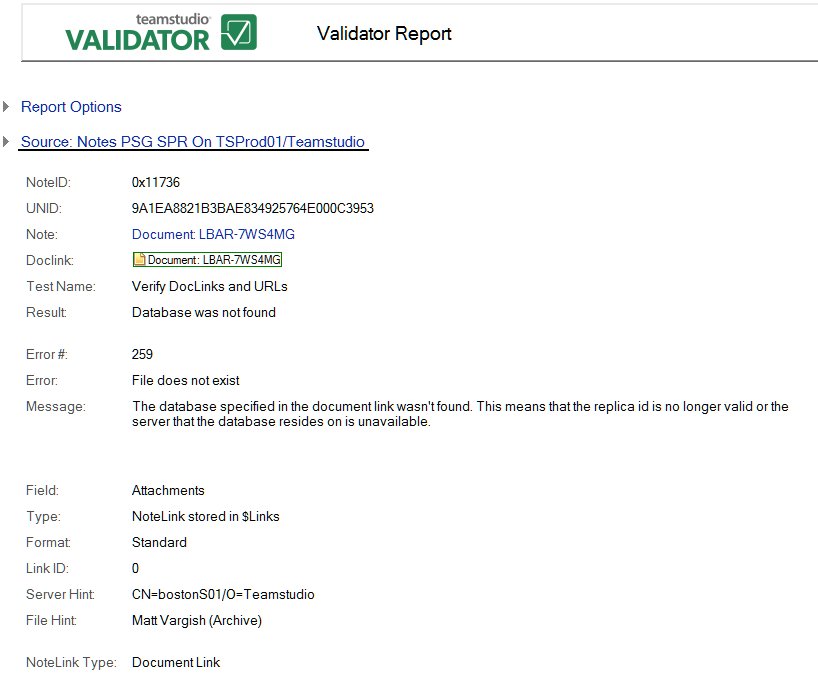 teamstudio
VALIDATOR
Validator Report
Report Options
Source: Notes PSG SPR On TSProd01/Teamstudio
NoteID: 0x11736
UNID: 9A1EA8821B3BAE834925764E000C3953
Note: Document: LBAR-7WS4MG
Doclink: Document: LBAR-7WS4MG
Test Name: Verify DocLinks and URLs
Result: Database was not found
Error #: 259
Error: File does not exist
Message: The database specified in the document link wasn't found. This means that the replica id is no longer valid or the
server that the database resides on is unavailable.
Field: Attachments
Type: NoteLink stored in $Links
Format: Standard
Link ID: 0
Server Hint: CN=bostonS01/O=Teamstudio
File Hint: Matt Vargish (Archive)
NoteLink Type: Document Link